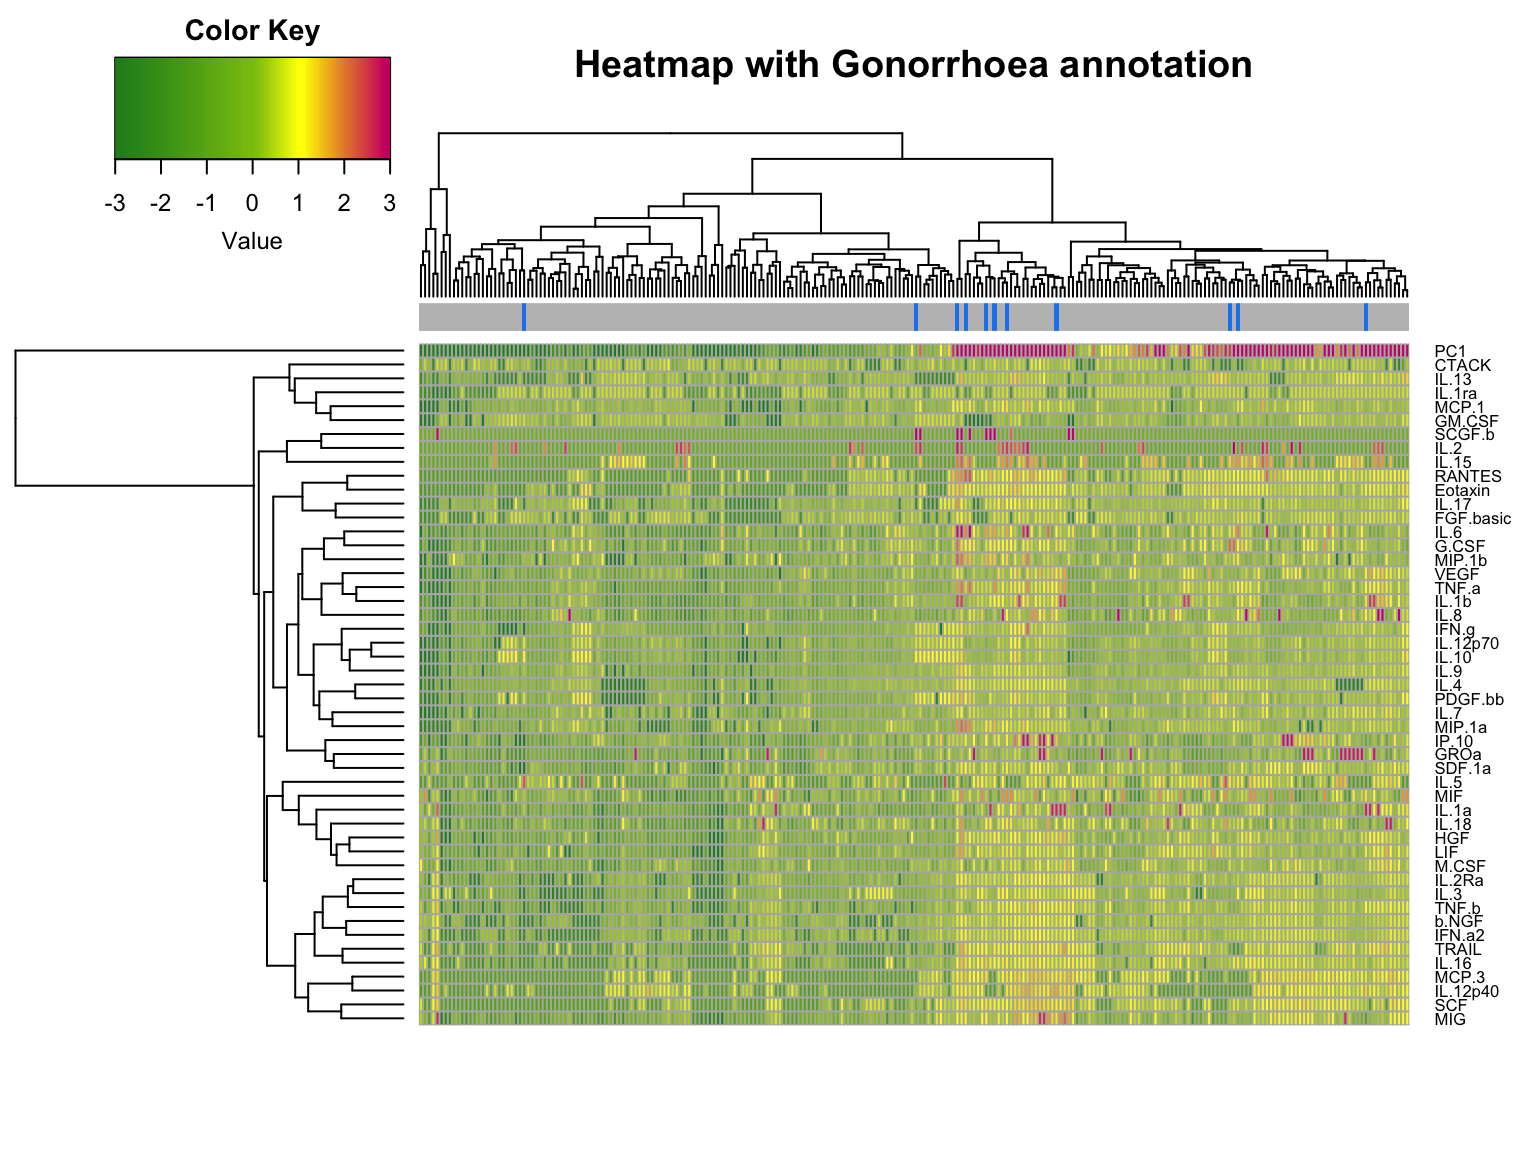 Color Key
-3 -2 -1 0 1 2 3
Value
Heatmap with Gonorrhoea annotation
PC1
CTACK
IL.13
IL.1ra
MCP.1
GM.CSF
SCGF.b
IL.2
IL.15
RANTES
Eotaxin
IL.17
FGF.basic
IL.6
G.CSF
MIP.1b
VEGF
TNF.a
IL.1b
IL.8
IFN.g
IL.12p70
IL.10
IL.9
IL.4
PDGF.bb
IL.7
MIP.1a
IP.10
GROa
SDF.1a
IL.5
MIF
IL.1a
IL.18
HGF
LIF
M.CSF
IL.2Ra
IL.3
TNF.b
b.NGF
IFN.a2
TRAIL
IL.16
MCP.3
IL.12p40
SCF
MIG